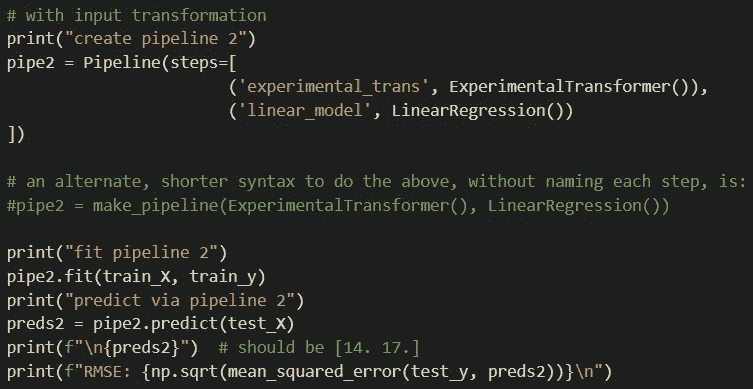 # with input transformation
print("create pipeline 2")
pipe2 = Pipeline(steps=[
                       ('experimental_trans', ExperimentalTransformer()),
                       ('linear_model', LinearRegression())
])

# an alternate, shorter syntax to do the above, without naming each step, is:
#pipe2 = make_pipeline(ExperimentalTransformer(), LinearRegression())

print("fit pipeline 2")
pipe2.fit(train_X, train_y)
print("predict via pipeline 2")
preds2 = pipe2.predict(test_X)
print(f"\n{preds2}")  # should be [14. 17.]
print(f"RMSE: {np.sqrt(mean_squared_error(test_y, preds2))}\n")